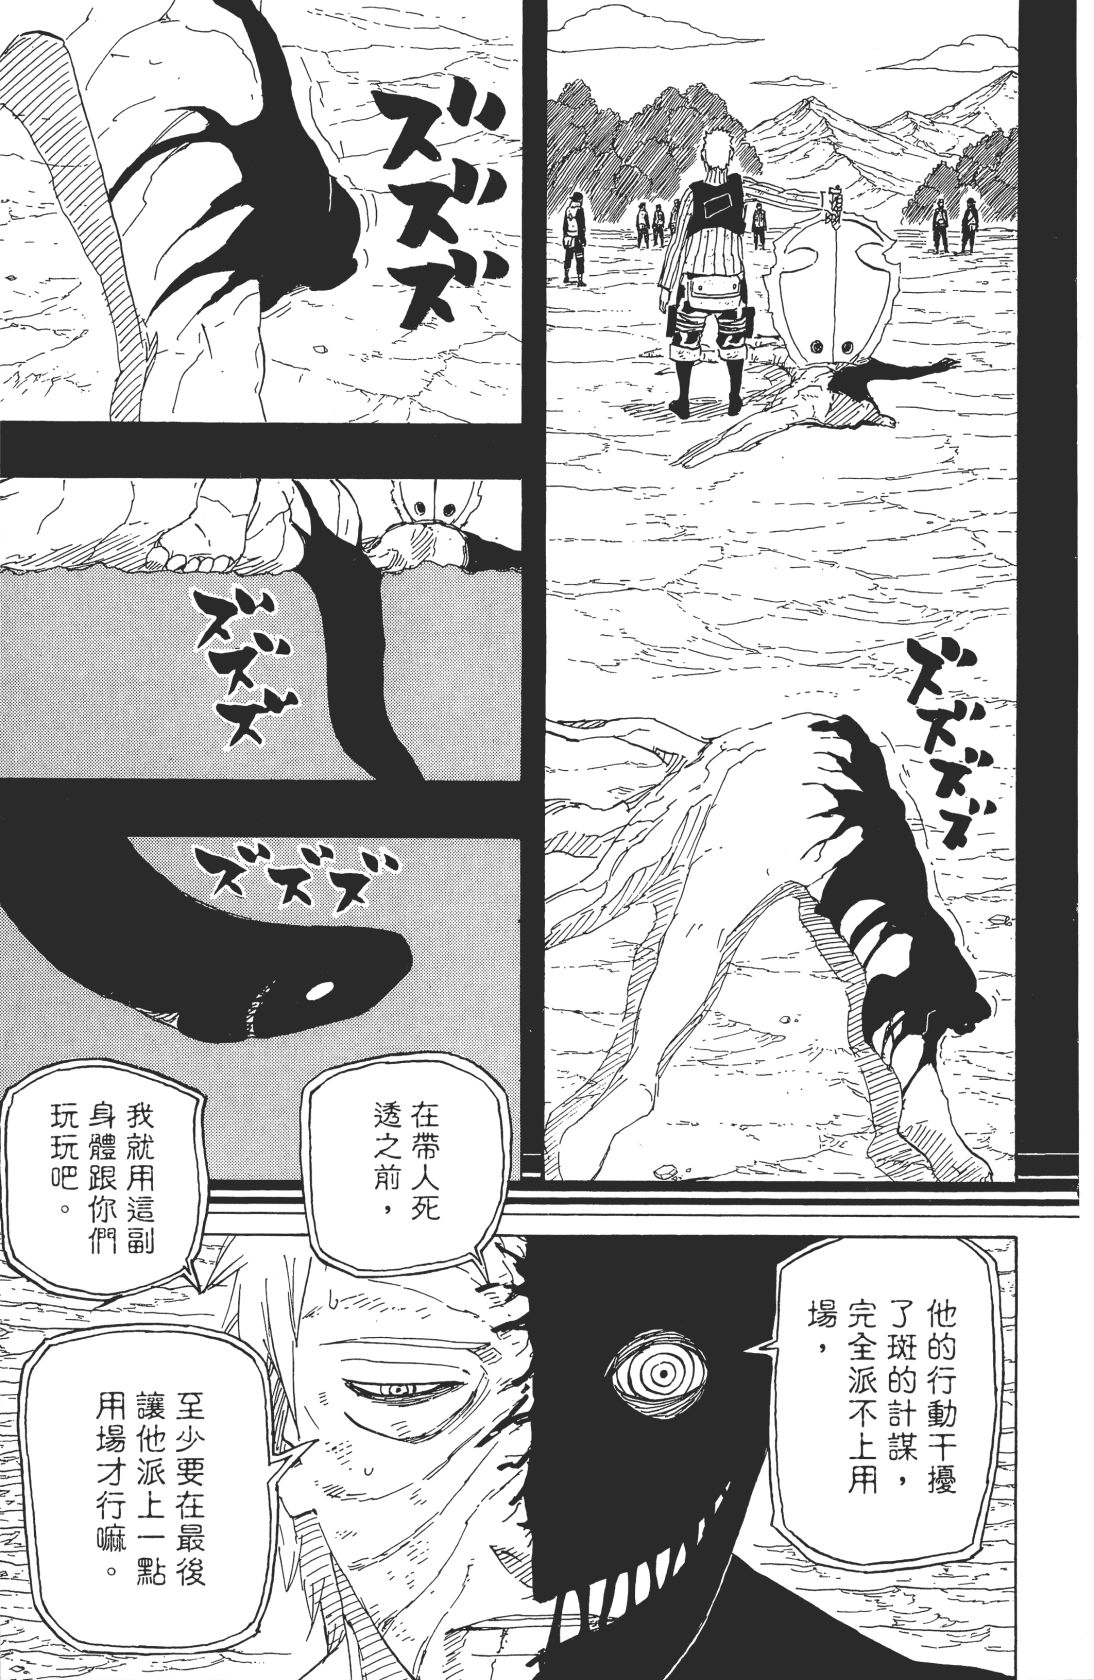 ズズズ
ズズズ
ズズズ
ズズズ
他的行動干擾
了斑的計謀，
完全派不上用
場，
在帶人死
透之前，
我就用這副
身體跟你們
玩玩吧。
至少要在最後
讓他派上一點
用場才行嘛。